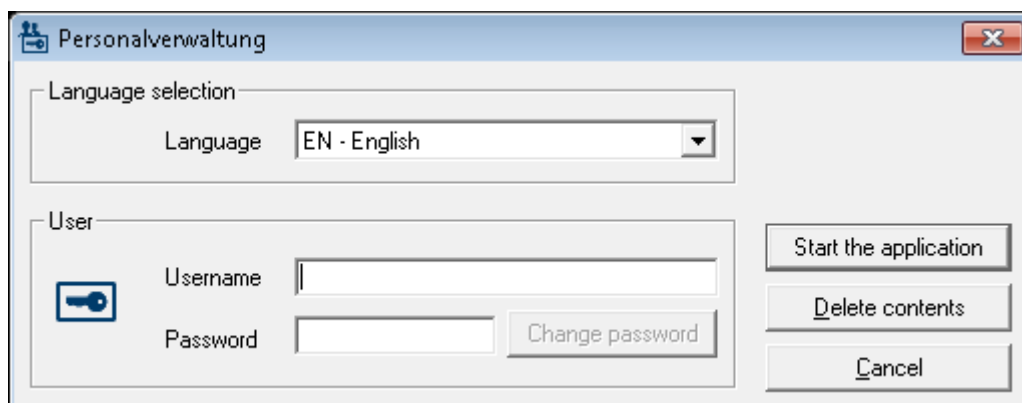 Personalverwaltung
Language selection
Language EN - English
User
Username
Password Change password
Start the application
Delete contents
Cancel